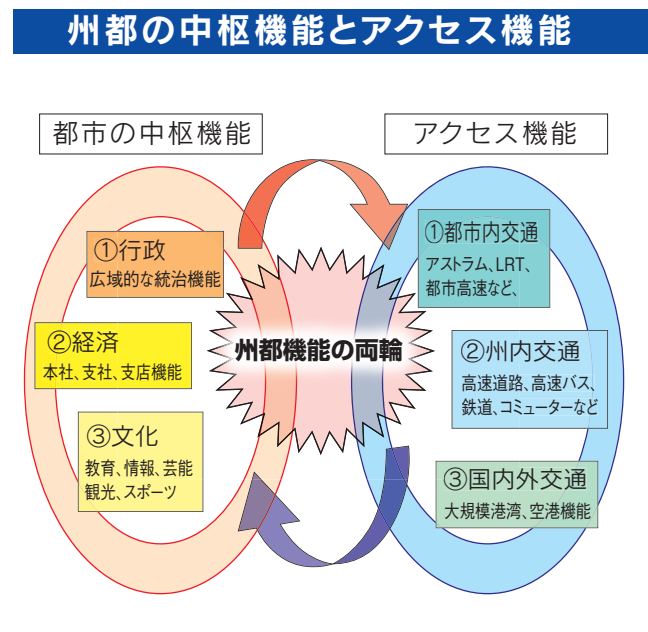 州都の中枢機能とアクセス機能
都市の中枢機能
アクセス機能
①行政
広域的な統治機能
②経済
本社、支社、支店機能
③文化
教育、情報、芸能
観光、スポーツ
州都機能の両輪
①都市内交通
アストラム、LRT、
都市高速など、
②州内交通
高速道路、高速バス、
鉄道、コミューターなど
③国内外交通
大規模港湾、空港機能